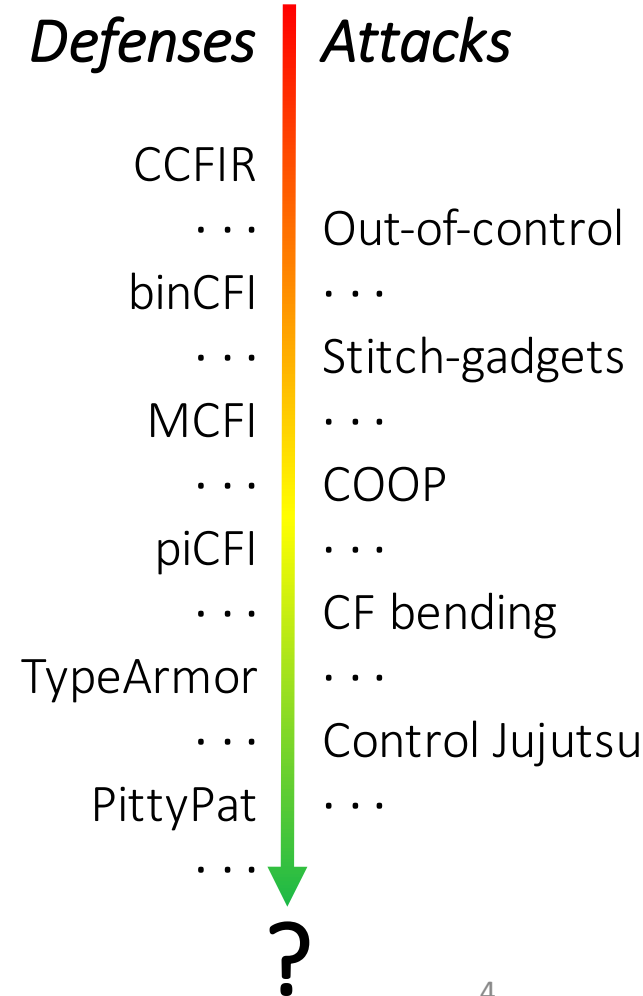 Defenses Attacks
CCFIR
. . . Out-of-control
binCFI . . .
. . . Stitch-gadgets
MCFI . . .
. . . COOP
piCFI . . .
. . . CF bending
TypeArmor . . .
. . . Control Jujutsu
PittyPat . . .
. . .
?
4